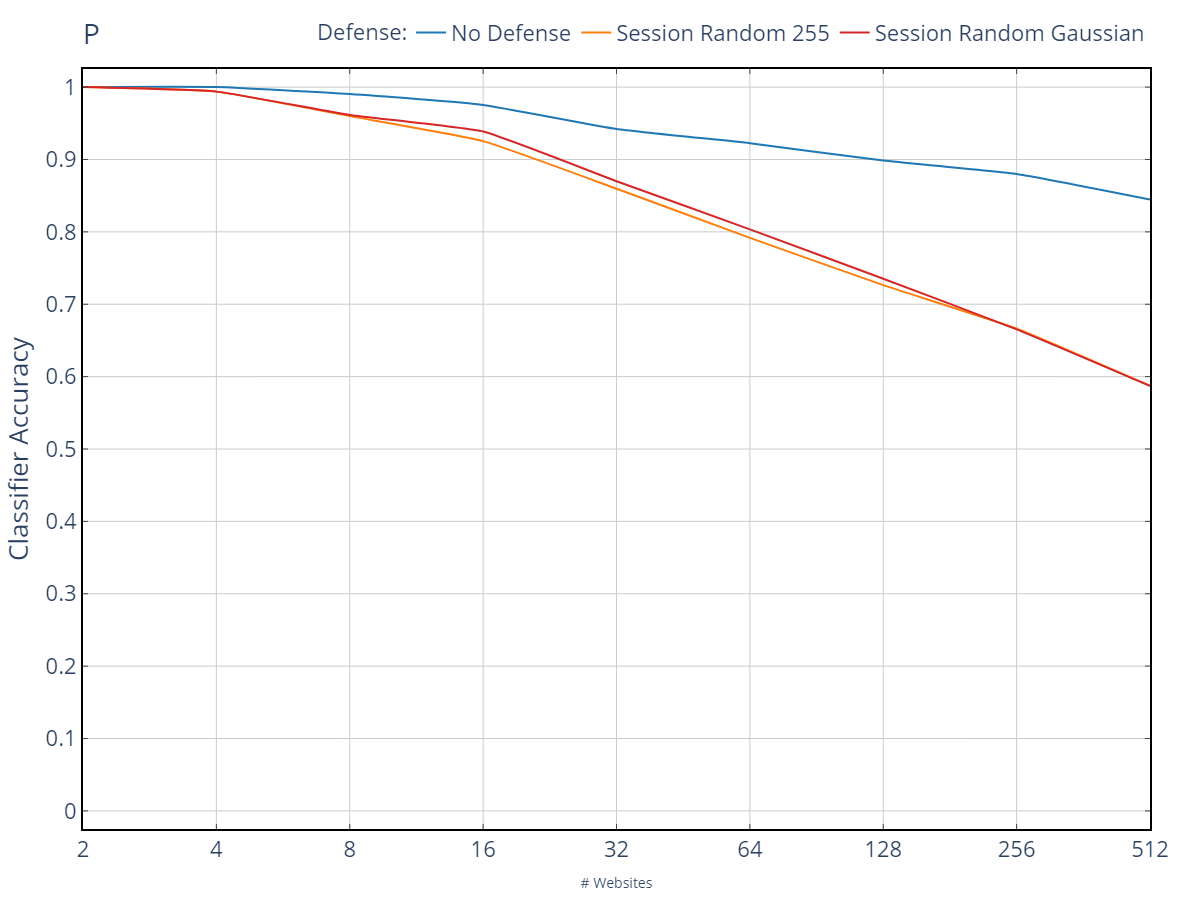 P
Defense: No Defense Session Random 255 Session Random Gaussian
Classifier Accuracy
1
0.9
0.8
0.7
0.6
0.5
0.4
0.3
0.2
0.1
0
2 4 8 16 32 64 128 256 512
# Websites